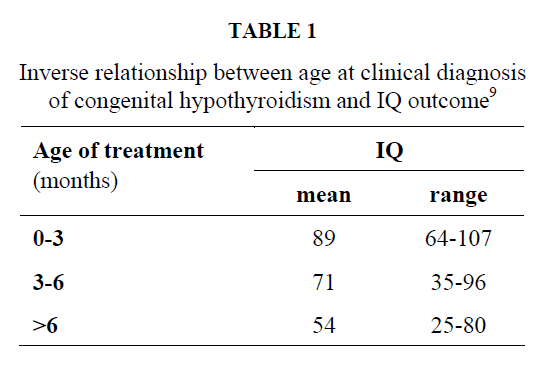 TABLE 1
Inverse relationship between age at clinical diagnosis
of congenital hypothyroidism and IQ outcome9
Age of treatment IQ
(months)
mean range
0-3 89 64-107
3-6 71 35-96
>6 54 25-80